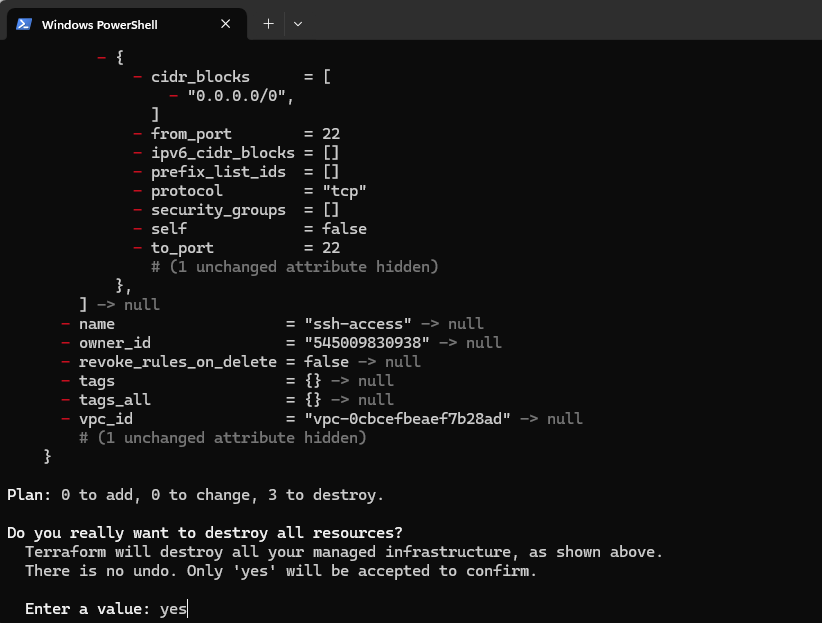 Windows PowerShell
- {
- cidr_blocks = [
- "0.0.0.0/0",
]
- from_port = 22
- ipv6_cidr_blocks = []
- prefix_list_ids = []
- protocol = "tcp"
- security_groups = []
- self = false
- to_port = 22
# (1 unchanged attribute hidden)
},
] -> null
- name = "ssh-access" -> null
- owner_id = "545009830938" -> null
- revoke_rules_on_delete = false -> null
- tags = {} -> null
- tags_all = {} -> null
- vpc_id = "vpc-0cbcefbeaef7b28ad" -> null
# (1 unchanged attribute hidden)
}
Plan: 0 to add, 0 to change, 3 to destroy.
Do you really want to destroy all resources?
Terraform will destroy all your managed infrastructure, as shown above.
There is no undo. Only 'yes' will be accepted to confirm.
Enter a value: yes